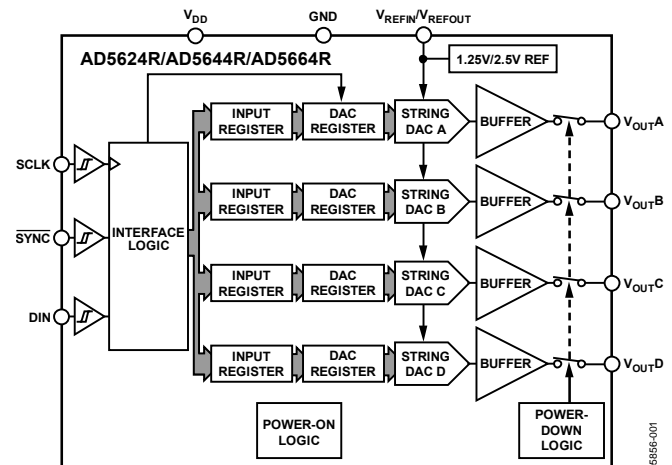 VDD
GND
VREFIN/VREFOUT
AD5624R/AD5644R/AD5664R
1.25V/2.5V REF
INPUT
REGISTER
DAC
REGISTER
STRING
DAC A
BUFFER
VOUTA
SCLK
INPUT
REGISTER
DAC
REGISTER
STRING
DAC B
BUFFER
VOUTB
SYNC
INTERFACE
LOGIC
INPUT
REGISTER
DAC
REGISTER
STRING
DAC C
BUFFER
VOUTC
DIN
INPUT
REGISTER
DAC
REGISTER
STRING
DAC D
BUFFER
VOUTD
POWER-ON
LOGIC
POWER-
DOWN
LOGIC
5856-001